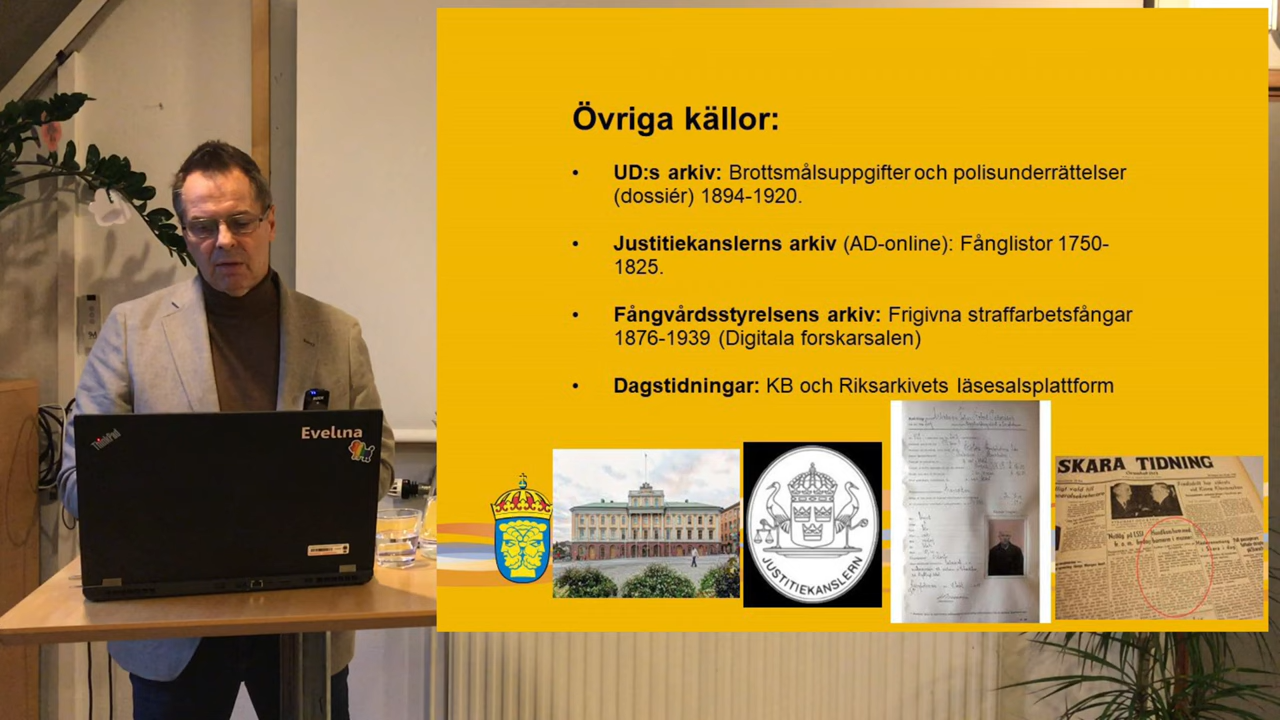 Övriga källor:
• UD:s arkiv: Brottsmålsuppgifter och polisunderrättelser
(dossiér) 1894-1920.
• Justitiekanslerns arkiv (AD-online): Fånglistor 1750-
1825.
• Fångvårdsstyrelsens arkiv: Frigivna straffarbetsfångar
1876-1939 (Digitala forskarsalen)
• Dagstidningar: KB och Riksarkivets läsesalsplattform
ThinkPad
Evelina
JUSTITIEKANSLERN
SKARA TIDNING